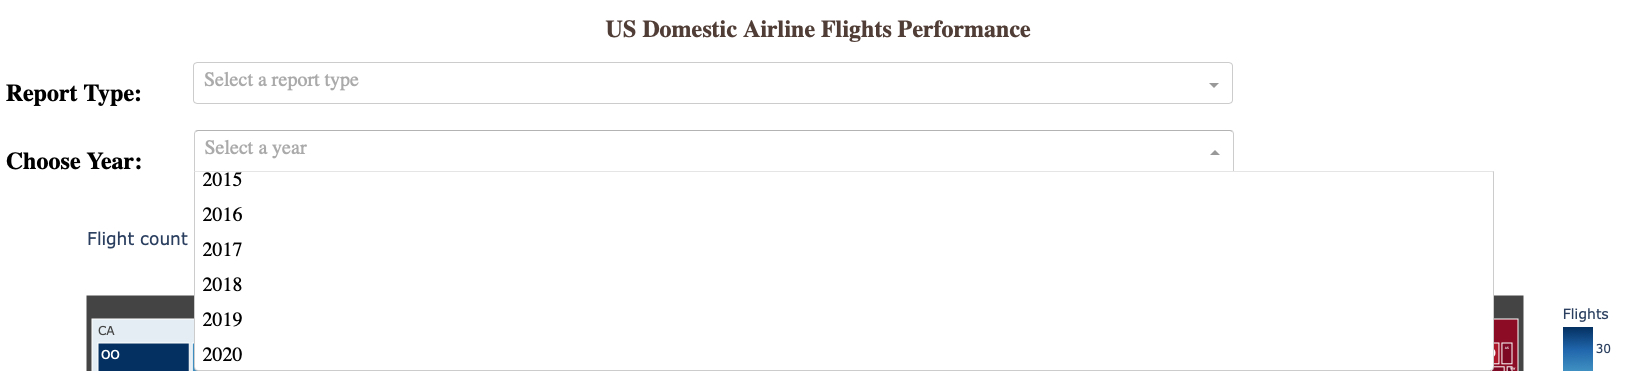 US Domestic Airline Flights Performance
Report Type:
Select a report type
Choose Year:
Select a year
2015
2016
Flight count
2017
2018
2019
2020
CA
OO
Flights
30